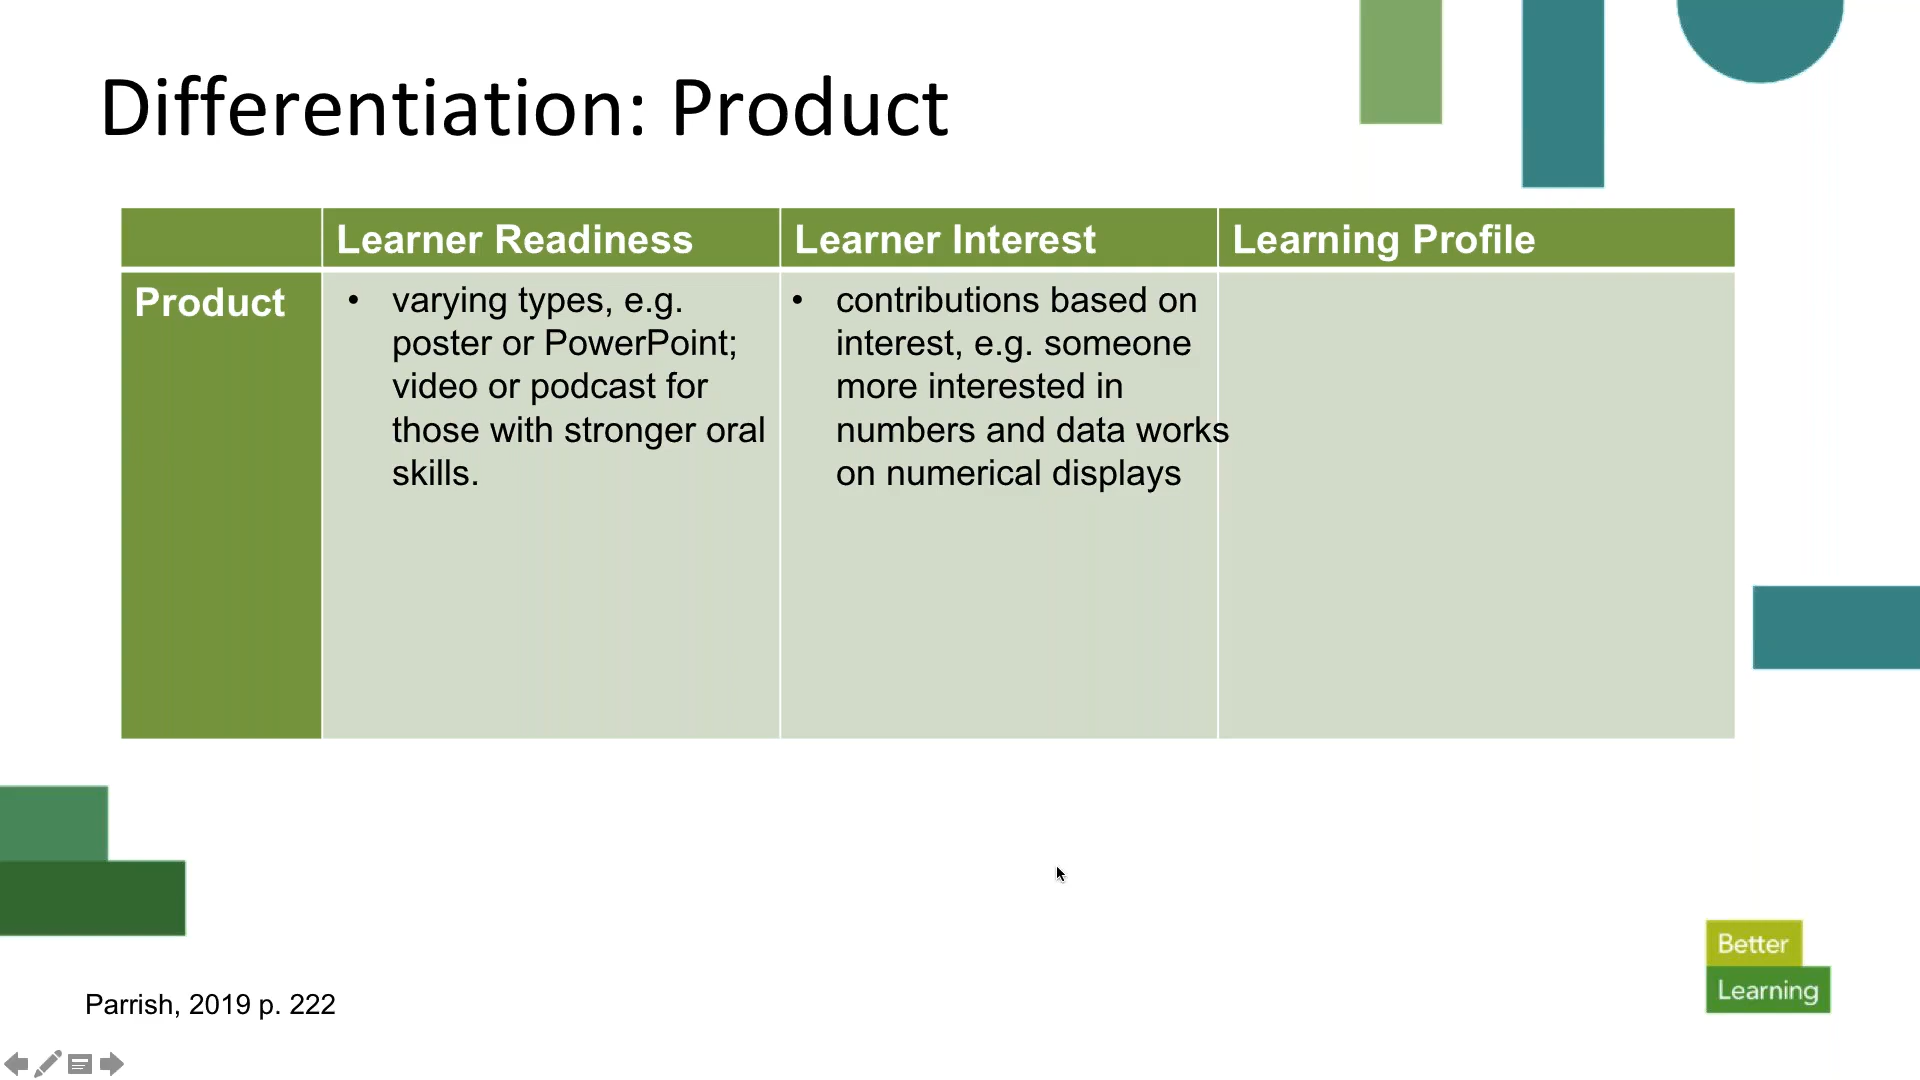 Differentiation: Product
Learner Readiness
Learner Interest
Learning Profile
Product
• varying types, e.g.
poster or PowerPoint;
video or podcast for
those with stronger oral
skills.
• contributions based on
interest, e.g. someone
more interested in
numbers and data works
on numerical displays
Better
Learning
Parrish, 2019 p. 222